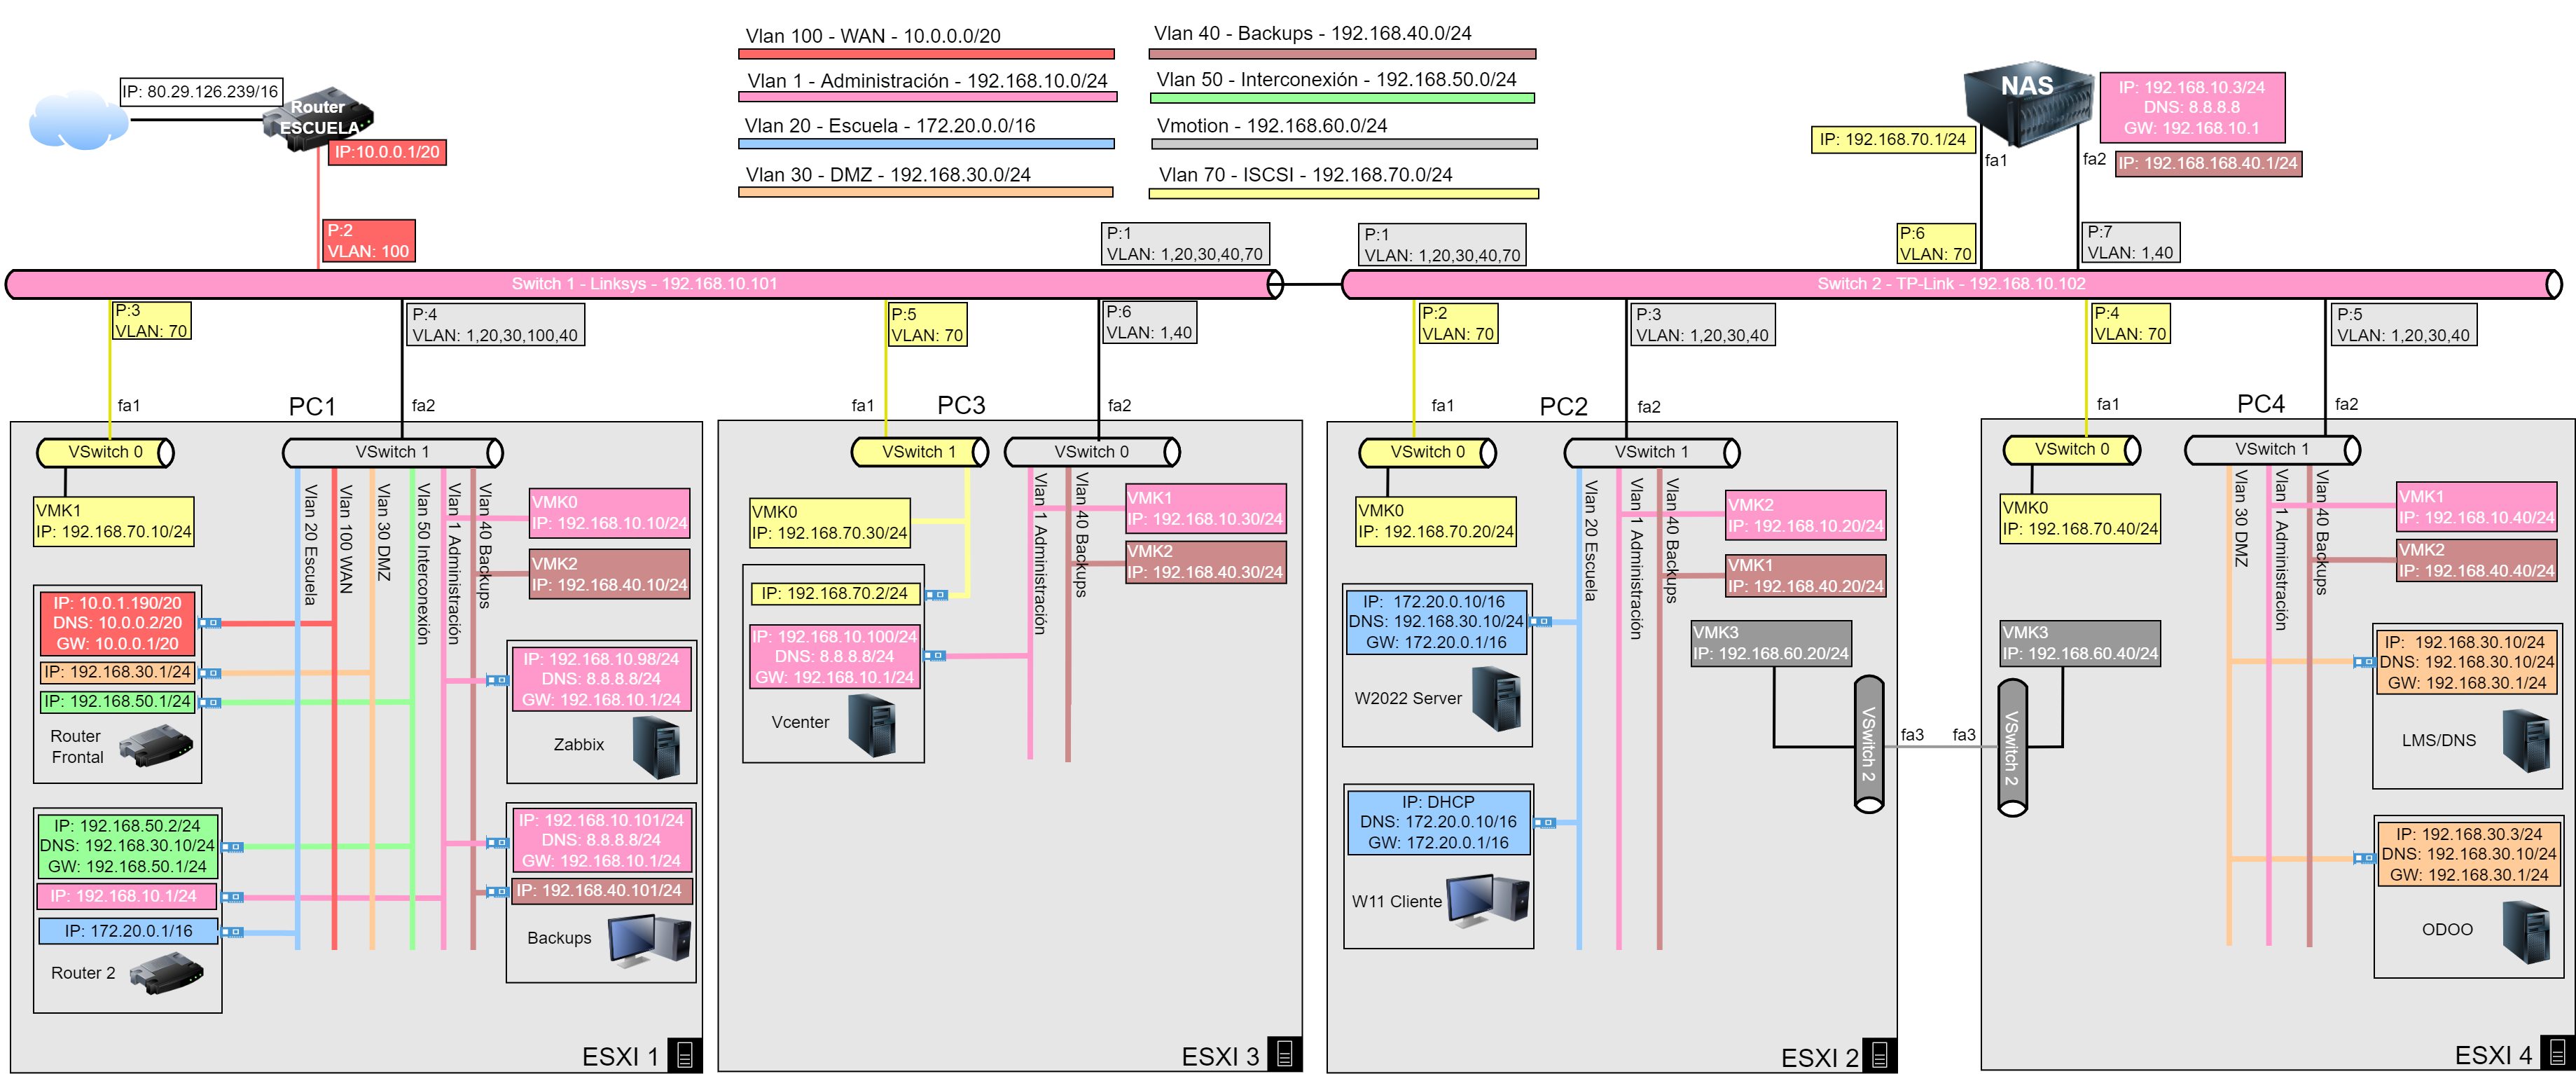 Vlan 100 - WAN - 10.0.0.0/20
Vlan 1 - Administración - 192.168.10.0/24
Vlan 20 - Escuela - 172.20.0.0/16
Vlan 30 - DMZ - 192.168.30.0/24
Vlan 40 - Backups - 192.168.40.0/24
Vlan 50 - Interconexión - 192.168.50.0/24
Vmotion - 192.168.60.0/24
Vlan 70 - ISCSI - 192.168.70.0/24
IP: 80.29.126.239/16
Router
ESCUELA
IP:10.0.0.1/20
NAS
IP: 192.168.10.3/24
DNS: 8.8.8.8
GW: 192.168.10.1
IP: 192.168.70.1/24
IP: 192.168.168.40.1/24
fa1
fa2
P:2
VLAN: 100
P:1
VLAN: 1,20,30,40,70
P:1
VLAN: 1,20,30,40,70
P:6
VLAN: 70
P:7
VLAN: 1,40
Switch 1 - Linksys - 192.168.10.101
Switch 2 - TP-Link - 192.168.10.102
P:3
VLAN: 70
P:4
VLAN: 1,20,30,100,40
P:5
VLAN: 70
P:6
VLAN: 1,40
P:2
VLAN: 70
P:3
VLAN: 1,20,30,40
P:4
VLAN: 70
P:5
VLAN: 1,20,30,40
fa1
PC1
fa2
VSwitch 0
VSwitch 1
VMK1
IP: 192.168.70.10/24
Vlan 20 Escuela
Vlan 100 WAN
Vlan 30 DMZ
Vlan 50 Interconexión
Vlan 1 Administración
Vlan 40 Backups
VMK0
IP: 192.168.10.10/24
VMK2
IP: 192.168.40.10/24
IP: 10.0.1.190/20
DNS: 10.0.0.2/20
GW: 10.0.0.1/20
IP: 192.168.30.1/24
IP: 192.168.50.1/24
Router
Frontal
IP: 192.168.10.98/24
DNS: 8.8.8.8/24
GW: 192.168.10.1/24
Zabbix
IP: 192.168.50.2/24
DNS: 192.168.30.10/24
GW: 192.168.50.1/24
IP: 192.168.10.1/24
IP: 172.20.0.1/16
Router 2
IP: 192.168.10.101/24
DNS: 8.8.8.8/24
GW: 192.168.10.1/24
IP: 192.168.40.101/24
Backups
ESXI 1
fa1
PC3
fa2
VSwitch 1
VSwitch 0
VMK0
IP: 192.168.70.30/24
Vlan 1 Administración
Vlan 40 Backups
VMK1
IP: 192.168.10.30/24
VMK2
IP: 192.168.40.30/24
IP: 192.168.70.2/24
IP: 192.168.10.100/24
DNS: 8.8.8.8/24
GW: 192.168.10.1/24
Vcenter
ESXI 3
fa1
PC2
fa2
VSwitch 0
VSwitch 1
VMK0
IP: 192.168.70.20/24
Vlan 20 Escuela
Vlan 1 Administración
Vlan 40 Backups
VMK2
IP: 192.168.10.20/24
VMK1
IP: 192.168.40.20/24
VMK3
IP: 192.168.60.20/24
IP: 172.20.0.10/16
DNS: 192.168.30.10/24
GW: 172.20.0.1/16
W2022 Server
IP: DHCP
DNS: 172.20.0.10/16
GW: 172.20.0.1/16
W11 Cliente
VSwitch 2
fa3
ESXI 2
fa1
PC4
fa2
VSwitch 0
VSwitch 1
VMK0
IP: 192.168.70.40/24
Vlan 30 DMZ
Vlan 1 Administración
Vlan 40 Backups
VMK1
IP: 192.168.10.40/24
VMK2
IP: 192.168.40.40/24
VMK3
IP: 192.168.60.40/24
fa3
VSwitch 2
IP: 192.168.30.10/24
DNS: 192.168.30.10/24
GW: 192.168.30.1/24
LMS/DNS
IP: 192.168.30.3/24
DNS: 192.168.30.10/24
GW: 192.168.30.1/24
ODOO
ESXI 4